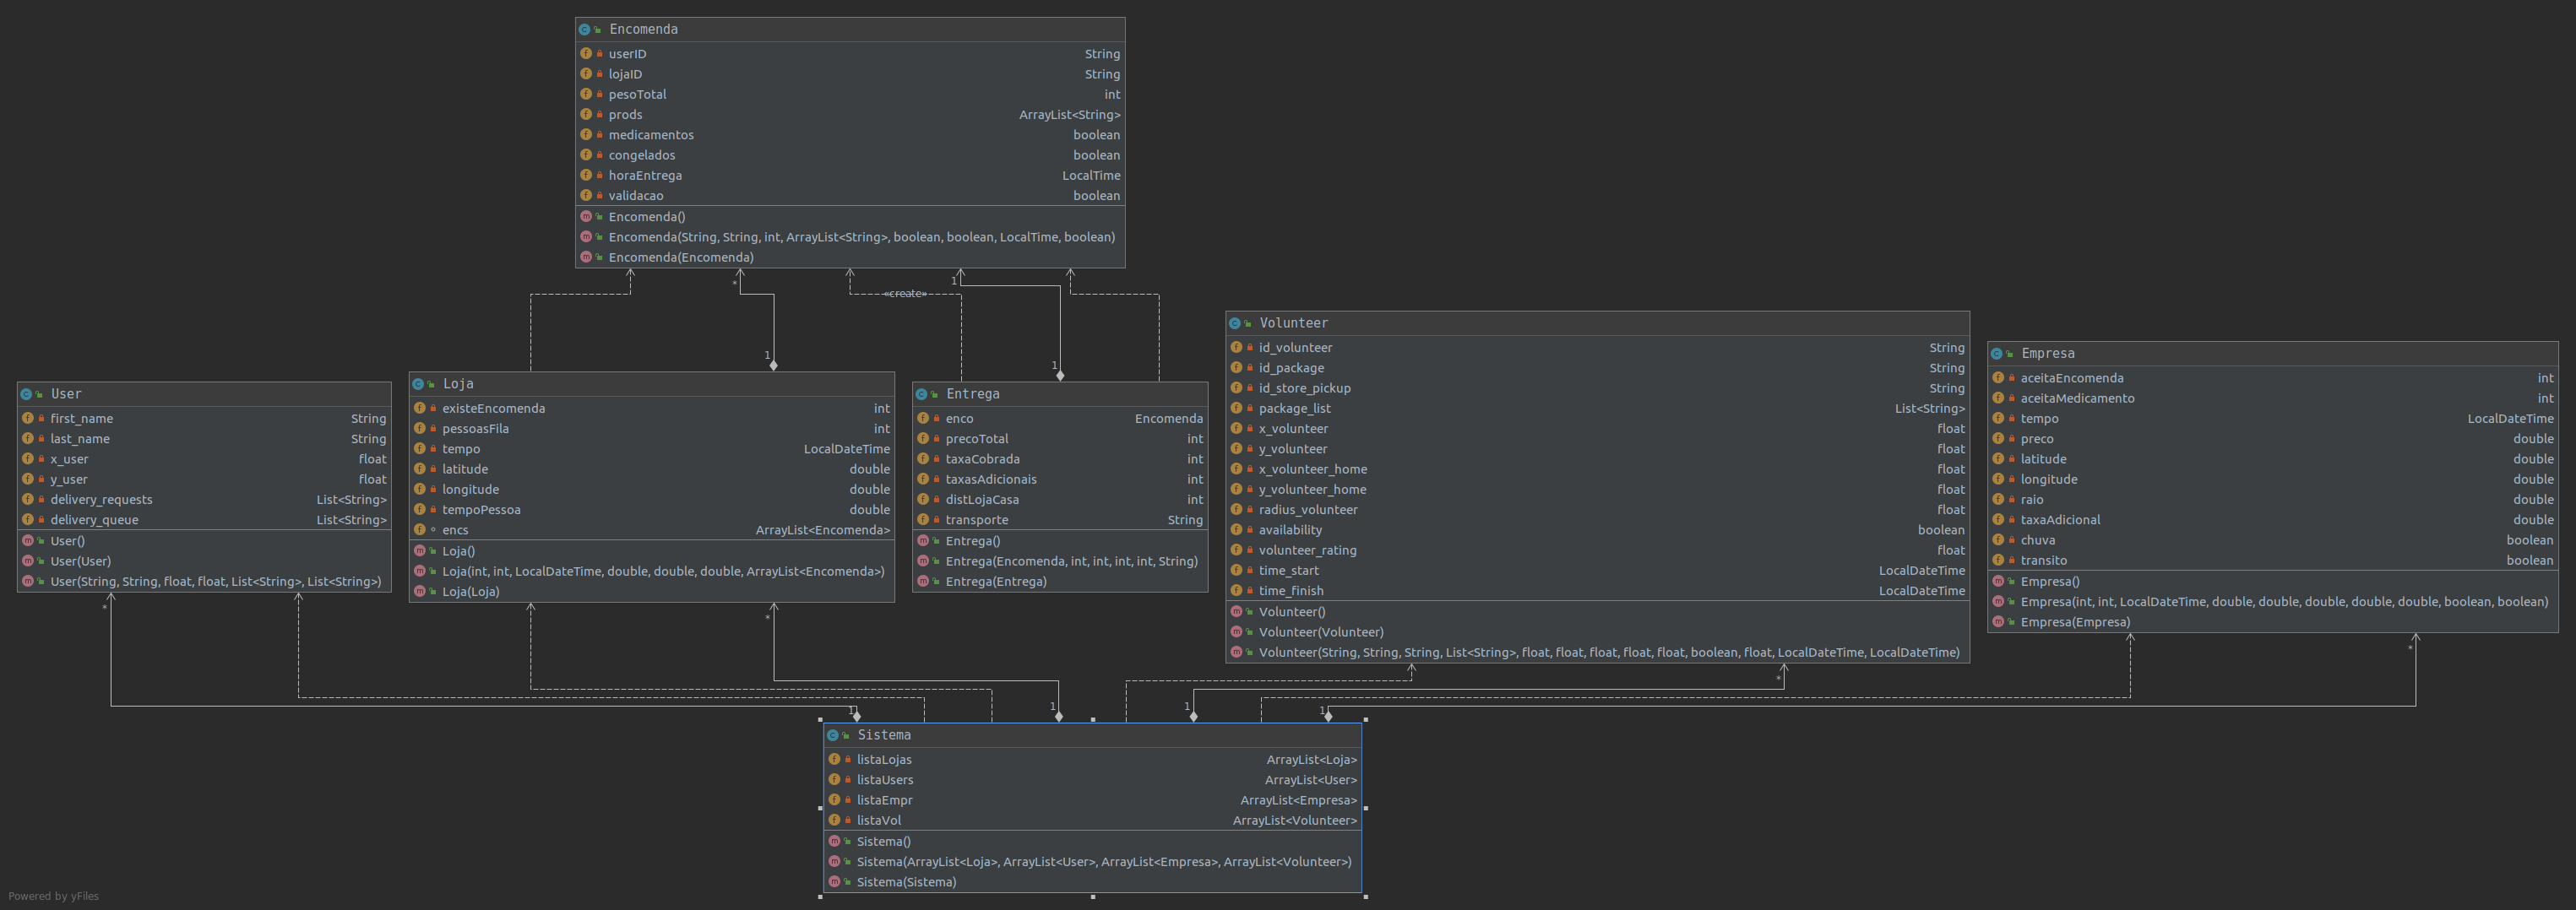 Encomenda
userID String
lojaID String
pesoTotal int
prods ArrayList<String>
medicamentos boolean
congelados boolean
horaEntrega LocalTime
validacao boolean
Encomenda()
Encomenda(String, String, int, ArrayList<String>, boolean, boolean, LocalTime, boolean)
Encomenda(Encomenda)
*
«create»
1
1
1
User
first_name String
last_name String
x_user float
y_user float
delivery_requests List<String>
delivery_queue List<String>
User()
User(User)
User(String, String, float, float, List<String>, List<String>)
*
Loja
existeEncomenda int
pessoasFila int
tempo LocalDateTime
latitude double
longitude double
tempoPessoa double
encs ArrayList<Encomenda>
Loja()
Loja(int, int, LocalDateTime, double, double, double, ArrayList<Encomenda>)
Loja(Loja)
*
Entrega
enco Encomenda
precoTotal int
taxaCobrada int
taxasAdicionais int
distLojaCasa int
transporte String
Entrega()
Entrega(Encomenda, int, int, int, int, String)
Entrega(Entrega)
Volunteer
id_volunteer String
id_package String
id_store_pickup String
package_list List<String>
x_volunteer float
y_volunteer float
x_volunteer_home float
y_volunteer_home float
radius_volunteer float
availability boolean
volunteer_rating float
time_start LocalDateTime
time_finish LocalDateTime
Volunteer()
Volunteer(Volunteer)
Volunteer(String, String, String, List<String>, float, float, float, float, float, boolean, float, LocalDateTime, LocalDateTime)
*
Empresa
aceitaEncomenda int
aceitaMedicamento int
tempo LocalDateTime
preco double
latitude double
longitude double
raio double
taxaAdicional double
chuva boolean
transito boolean
Empresa()
Empresa(int, int, LocalDateTime, double, double, double, double, double, boolean, boolean)
Empresa(Empresa)
*
1
1
1
1
Sistema
listaLojas ArrayList<Loja>
listaUsers ArrayList<User>
listaEmpr ArrayList<Empresa>
listaVol ArrayList<Volunteer>
Sistema()
Sistema(ArrayList<Loja>, ArrayList<User>, ArrayList<Empresa>, ArrayList<Volunteer>)
Sistema(Sistema)
Powered by yFiles